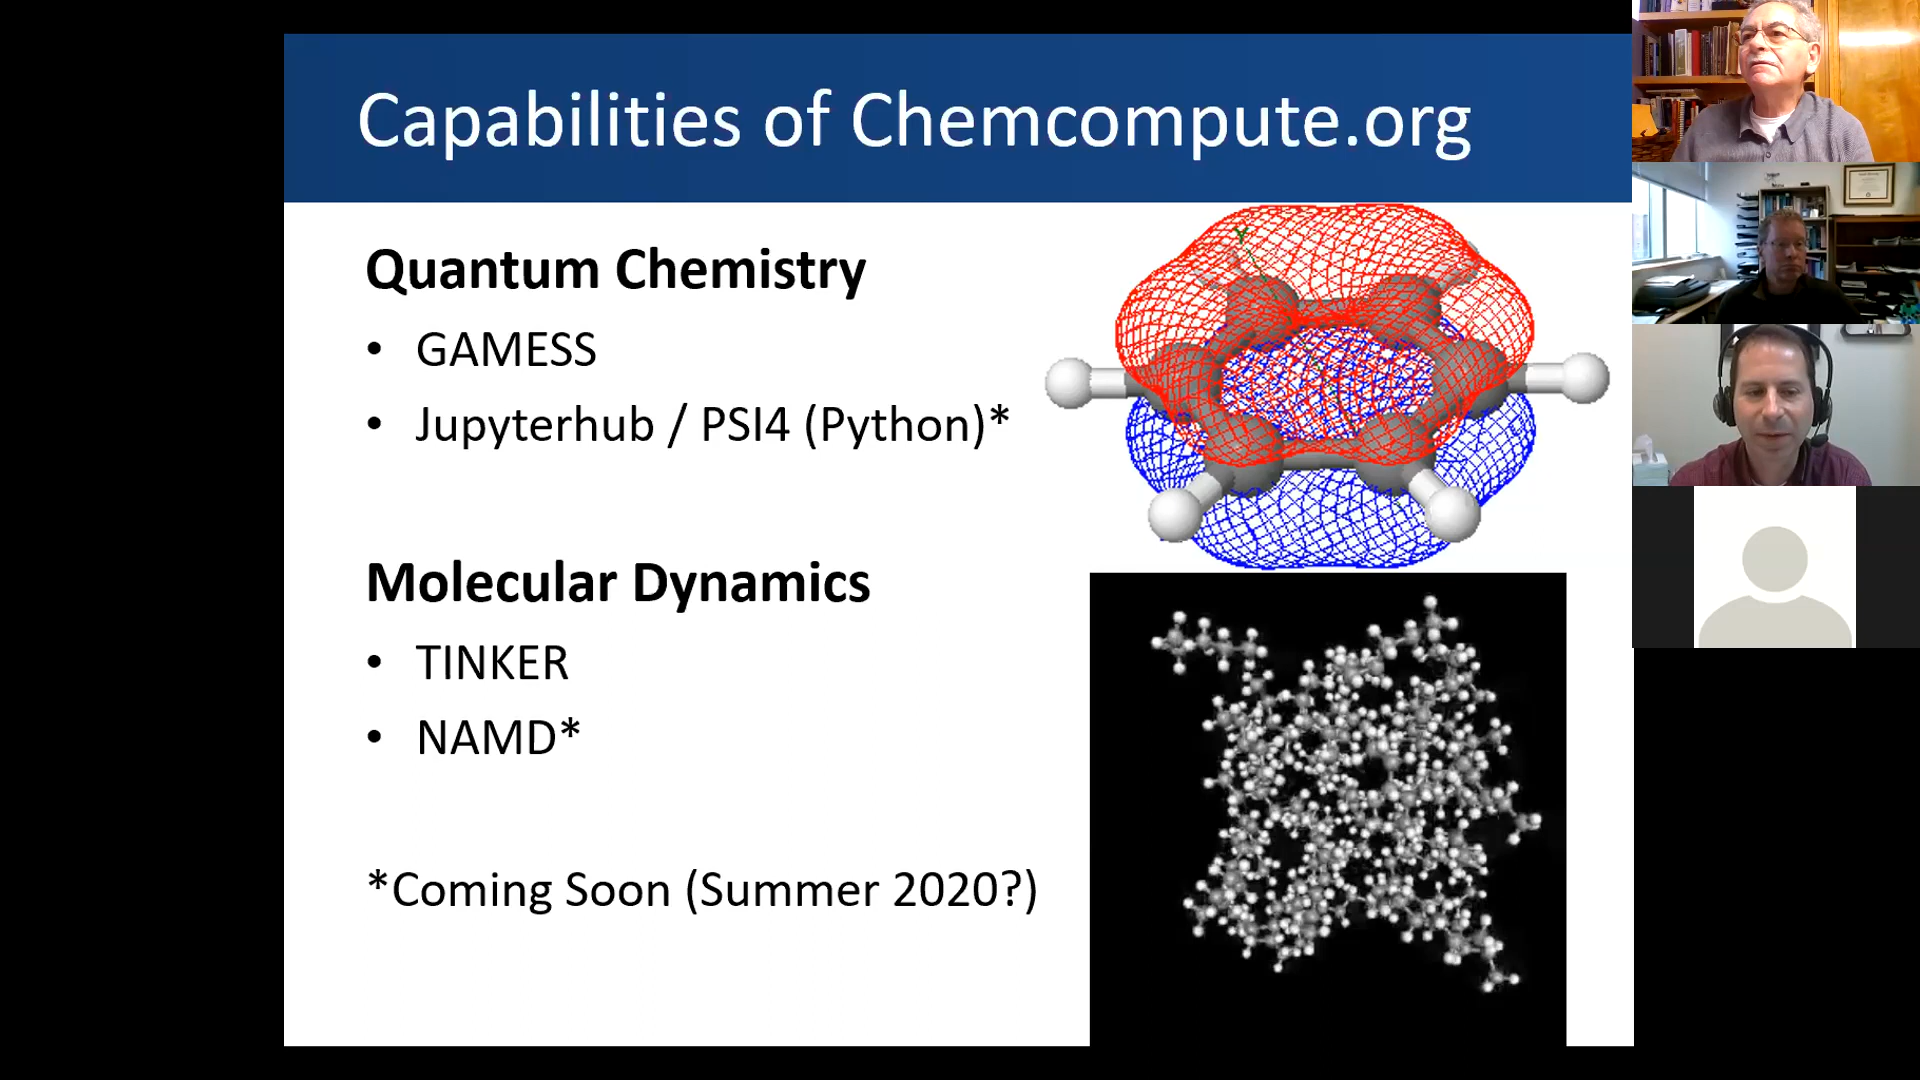 Capabilities of Chemcompute.org
Quantum Chemistry
• GAMESS
• Jupyterhub / PSI4 (Python)*
Y
Molecular Dynamics
• TINKER
• NAMD*
*Coming Soon (Summer 2020?)